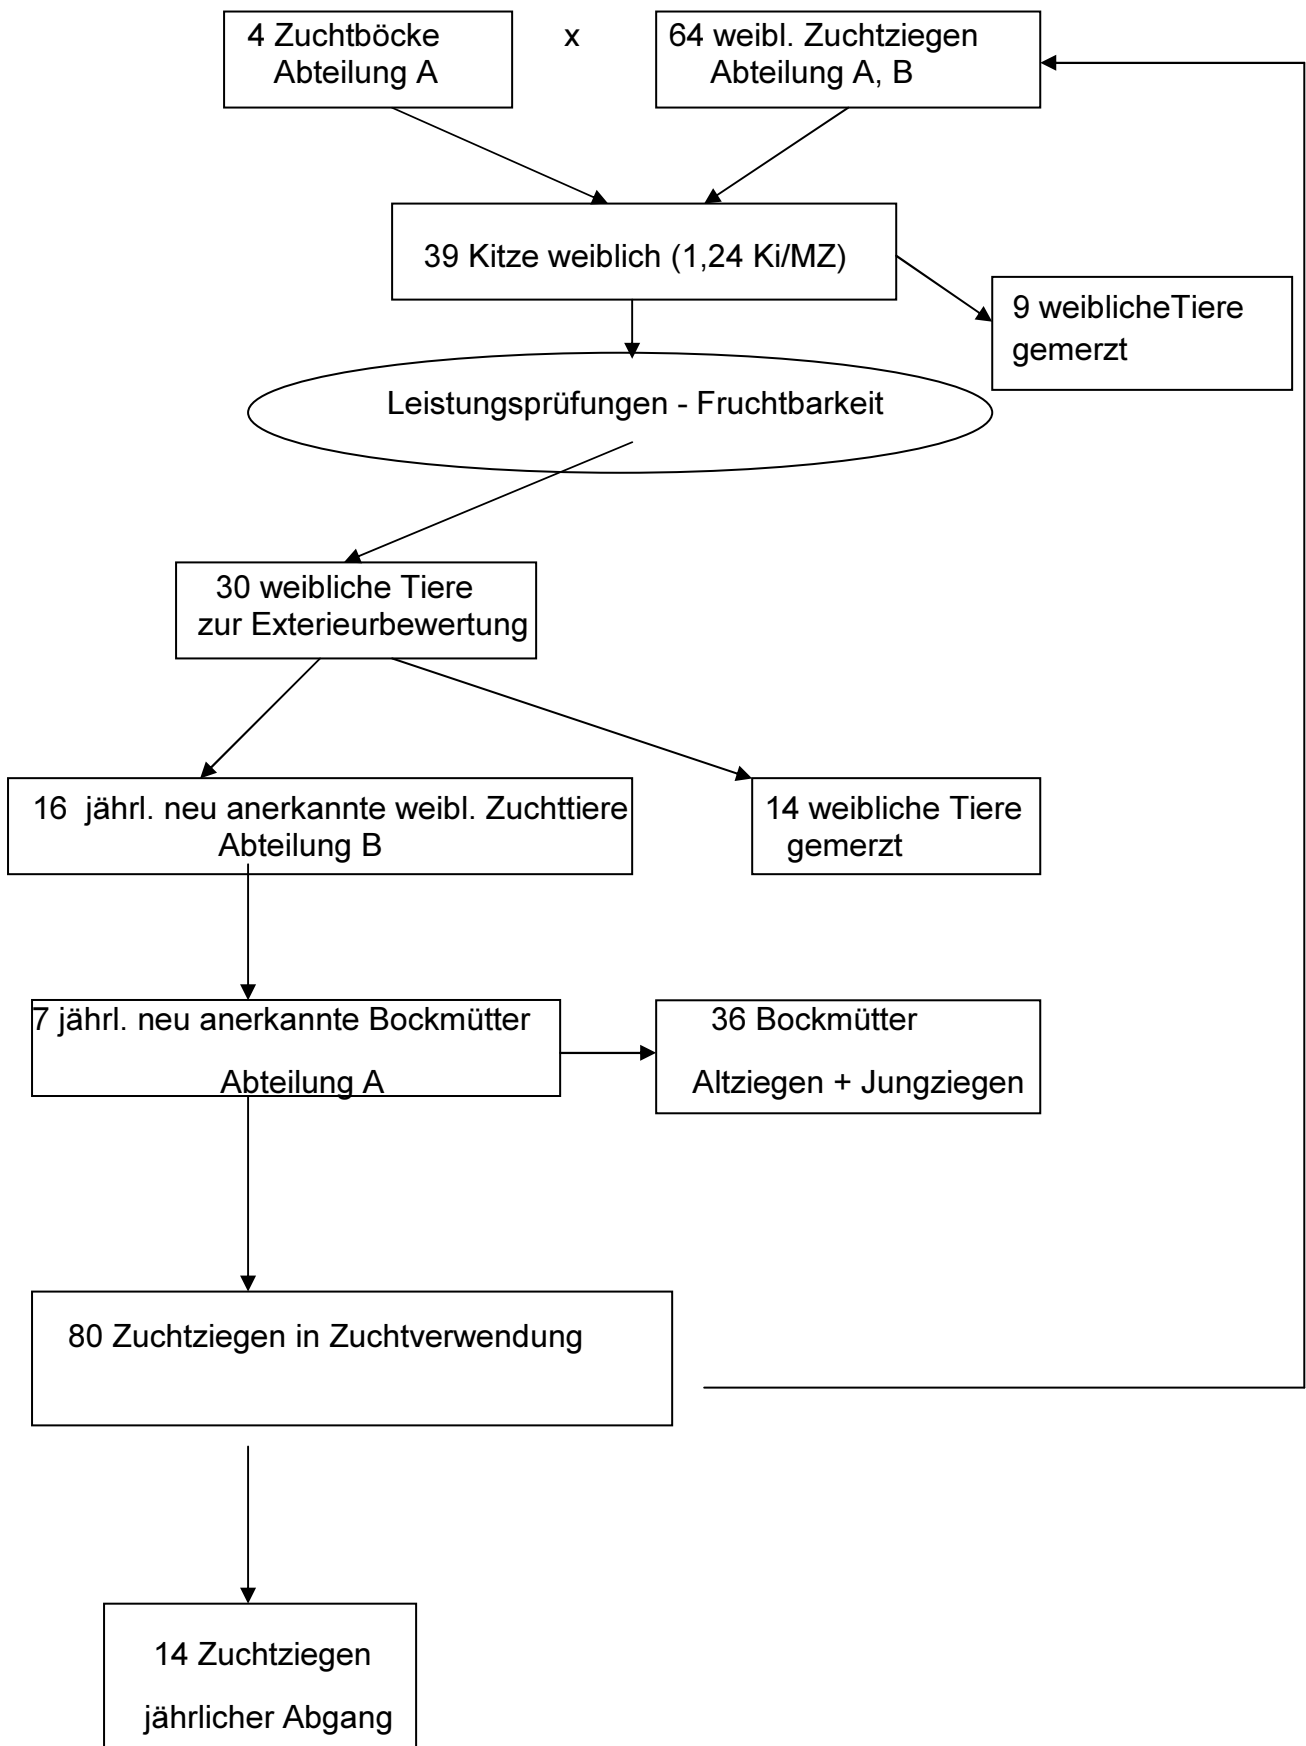 4 Zuchtböcke
Abteilung A
x
64 weibl. Zuchtziegen
Abteilung A, B
39 Kitze weiblich (1,24 Ki/MZ)
9 weiblicheTiere
gemerzt
Leistungsprüfungen - Fruchtbarkeit
30 weibliche Tiere
zur Exterieurbewertung
16 jährl. neu anerkannte weibl. Zuchttiere
Abteilung B
14 weibliche Tiere
gemerzt
7 jährl. neu anerkannte Bockmütter
Abteilung A
36 Bockmütter
Altziegen + Jungziegen
80 Zuchtziegen in Zuchtverwendung
14 Zuchtziegen
jährlicher Abgang